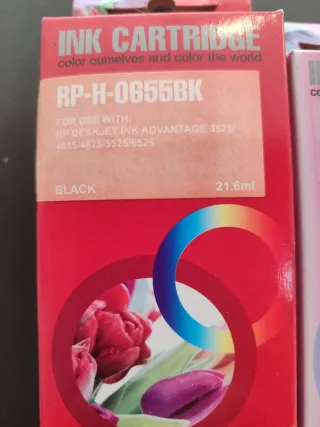 INK CARTRIDGE
color ourselves and color the world
RP-H-0655BK
FOR USE WITH:
HP DESKJET INK ADVANTAGE 3525/
4615/4625/5525/6525
BLACK 21.6ml